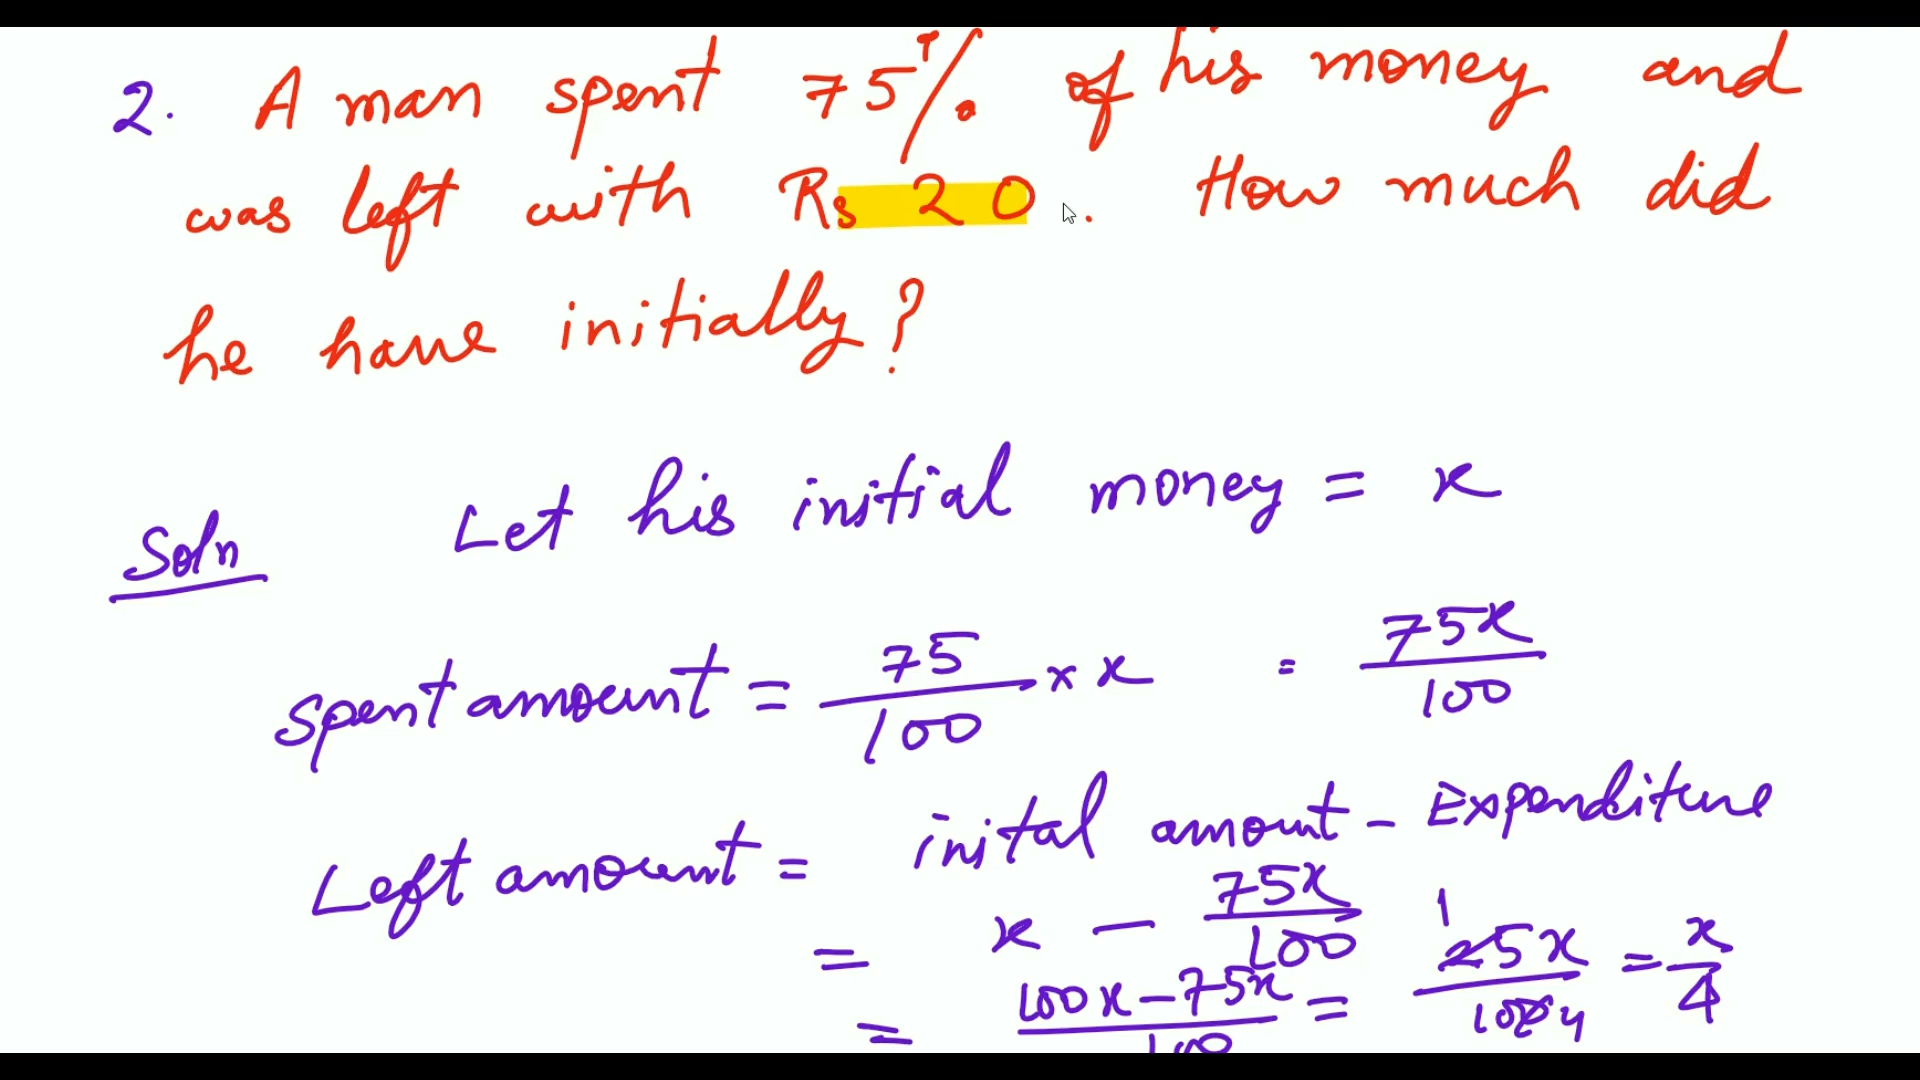 2. A man spent 75% of his money and
was left with Rs 20. How much did
he have initially?
Soln Let his initial money = x
spent amount = 75/100 × x = 75x/100
Left amount = inital amount - Expenditure
= x - 75x/100
= 100x-75x/100 = 25x/100 = x/4
1
4